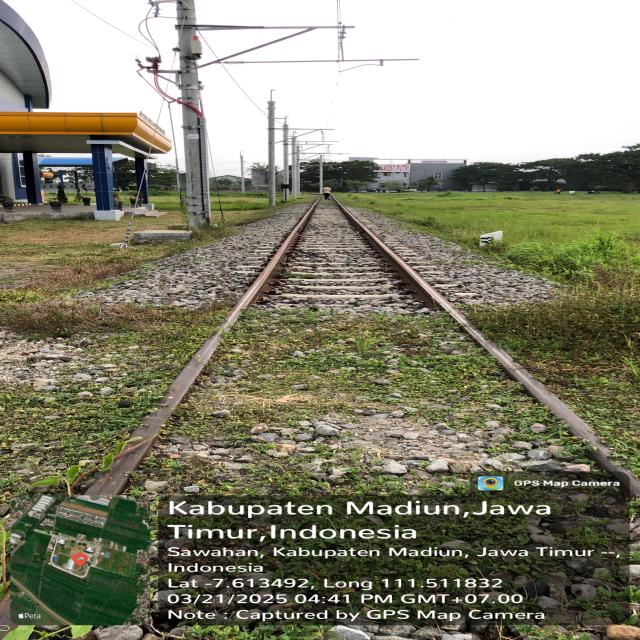 GPS Map Camera
Kabupaten Madiun,Jawa
Timur,Indonesia
Sawahan, Kabupaten Madiun, Jawa Timur --,
Indonesia
Lat -7.613492, Long 111.511832
03/21/2025 04:41 PM GMT+07.00
Note : Captured by GPS Map Camera
Peta